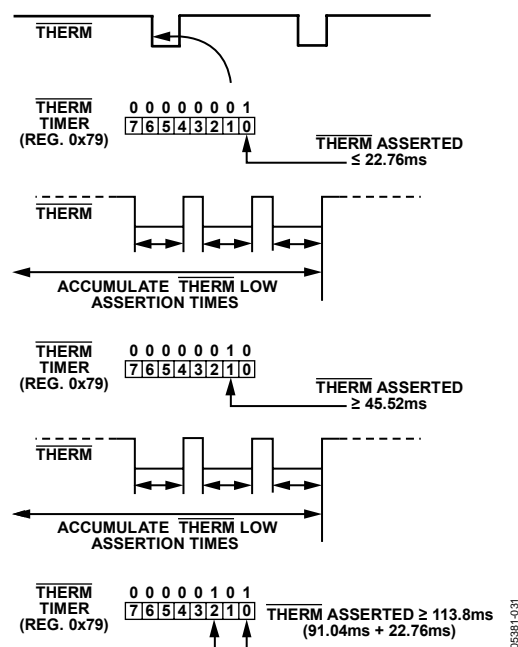 THERM
THERM
TIMER
(REG. 0x79)
0 0 0 0 0 0 0 1
7 6 5 4 3 2 1 0
THERM ASSERTED
≤ 22.76ms
THERM
ACCUMULATE THERM LOW
ASSERTION TIMES
THERM
TIMER
(REG. 0x79)
0 0 0 0 0 0 1 0
7 6 5 4 3 2 1 0
THERM ASSERTED
≥ 45.52ms
THERM
ACCUMULATE THERM LOW
ASSERTION TIMES
THERM
TIMER
(REG. 0x79)
0 0 0 0 0 1 0 1
7 6 5 4 3 2 1 0
THERM ASSERTED ≥ 113.8ms
(91.04ms + 22.76ms)
05381-031